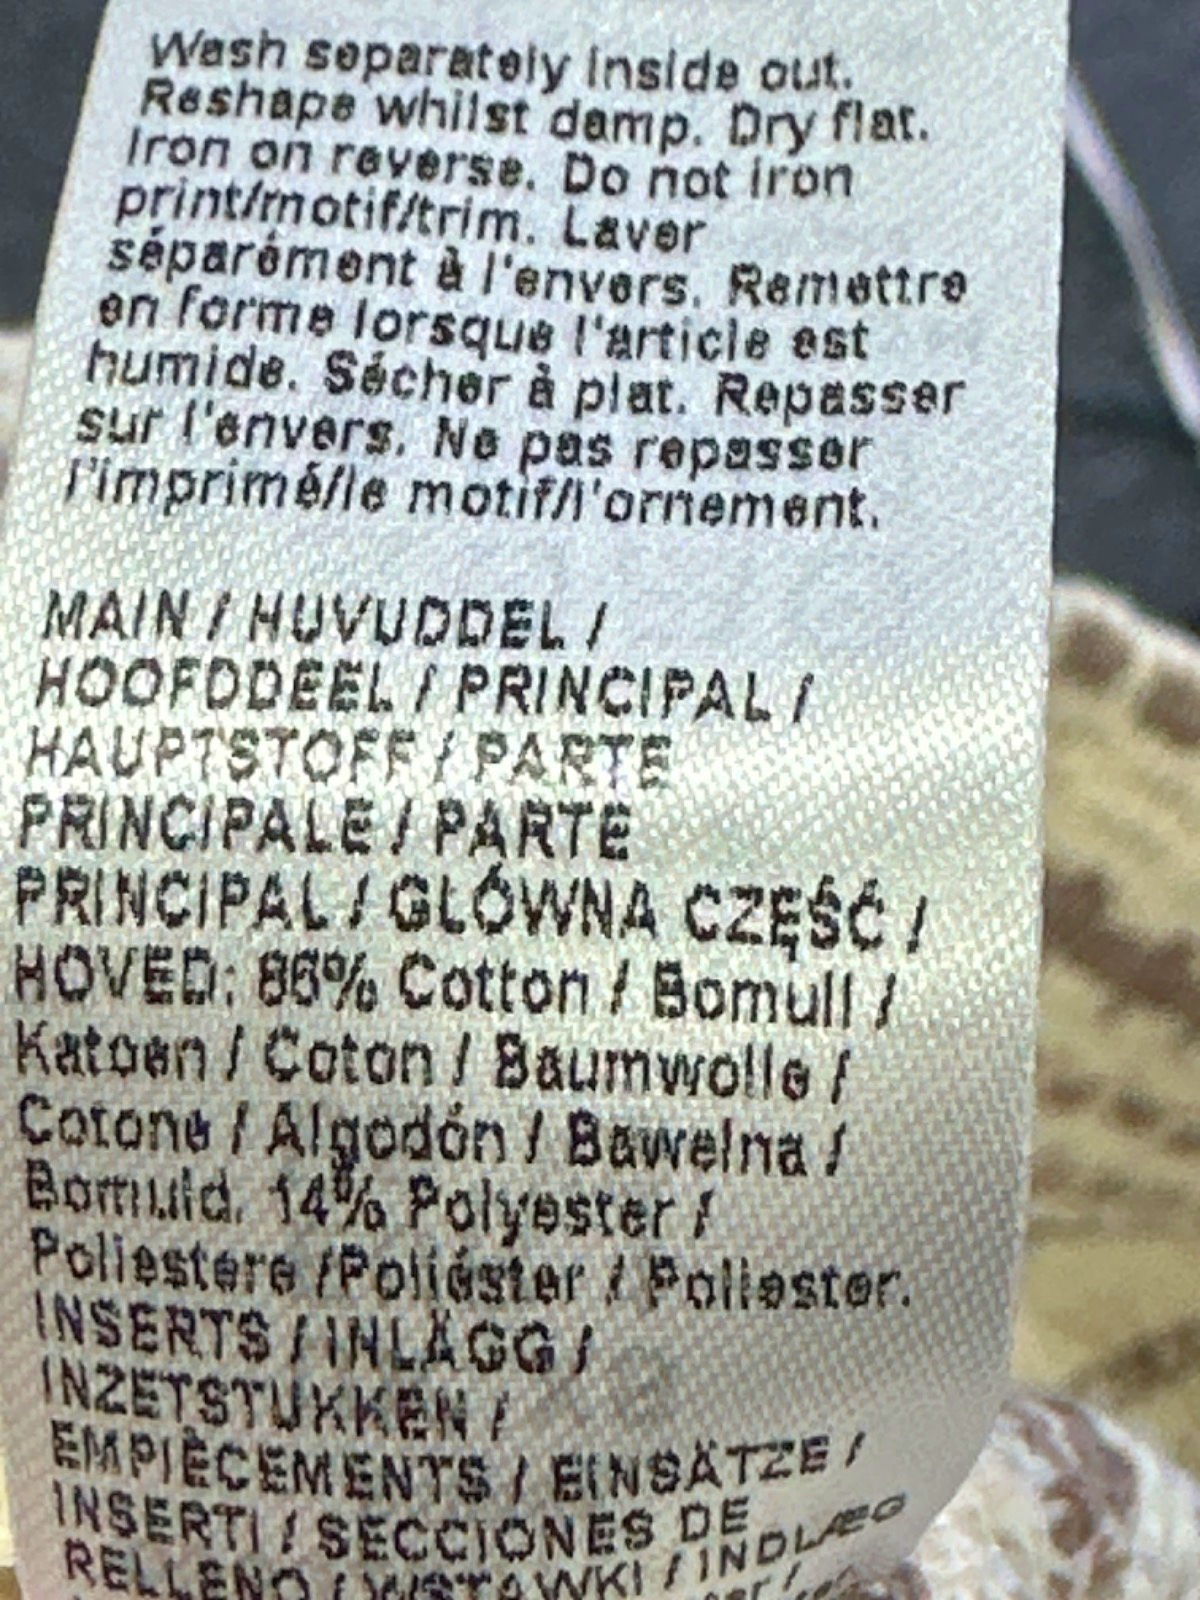 Wash separately inside out.
Reshape whilst damp. Dry flat.
Iron on reverse. Do not iron
print/motif/trim. Laver
séparément à l'envers. Remettre
en forme lorsque l'article est
humide. Sécher à plat. Repasser
sur l'envers. Ne pas repasser
l'imprimé/le motif/l'ornement.
MAIN / HUVUDDEL /
HOOFDDEEL / PRINCIPAL /
HAUPTSTOFF / PARTE
PRINCIPALE / PARTE
PRINCIPAL / GŁÓWNA CZĘŚĆ /
HOVED: 86% Cotton / Bomull /
Katoen / Coton / Baumwolle /
Cotone / Algodón / Bawełna /
Bomuld. 14% Polyester /
Poliestere /Poliéster / Poliester.
INSERTS / INLÄGG /
INZETSTUKKEN /
EMPIÈCEMENTS / EINSÄTZE /
INSERTI / SECCIONES DE
RELLENO / WSTAWKI / INDLÆG